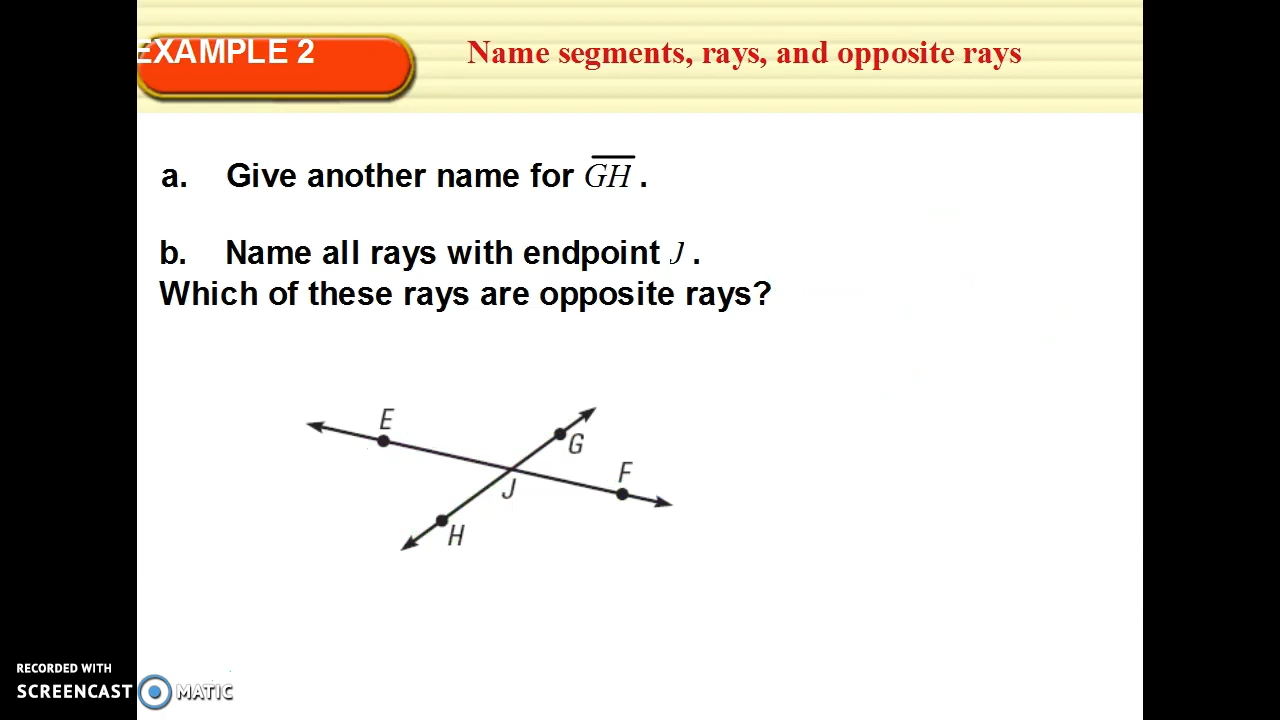 EXAMPLE 2
Name segments, rays, and opposite rays
a. Give another name for G̅H̅ .
b. Name all rays with endpoint J .
Which of these rays are opposite rays?
E
G
F
J
H
RECORDED WITH
SCREENCAST MATIC